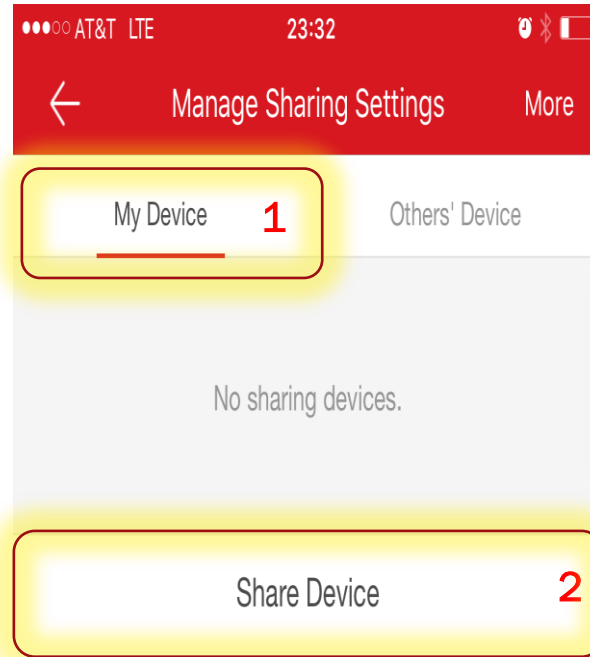 AT&T LTE 23:32
Manage Sharing Settings More
My Device 1 Others' Device
No sharing devices.
Share Device 2